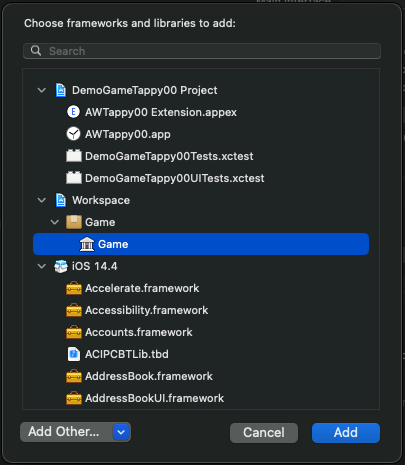 Choose frameworks and libraries to add:
Search
DemoGameTappy00 Project
AWTappy00 Extension.appex
AWTappy00.app
DemoGameTappy00Tests.xctest
DemoGameTappy00UITests.xctest
Workspace
Game
Game
iOS 14.4
Accelerate.framework
Accessibility.framework
Accounts.framework
ACIPCBTLib.tbd
AddressBook.framework
AddressBookUI.framework
Add Other... Cancel Add